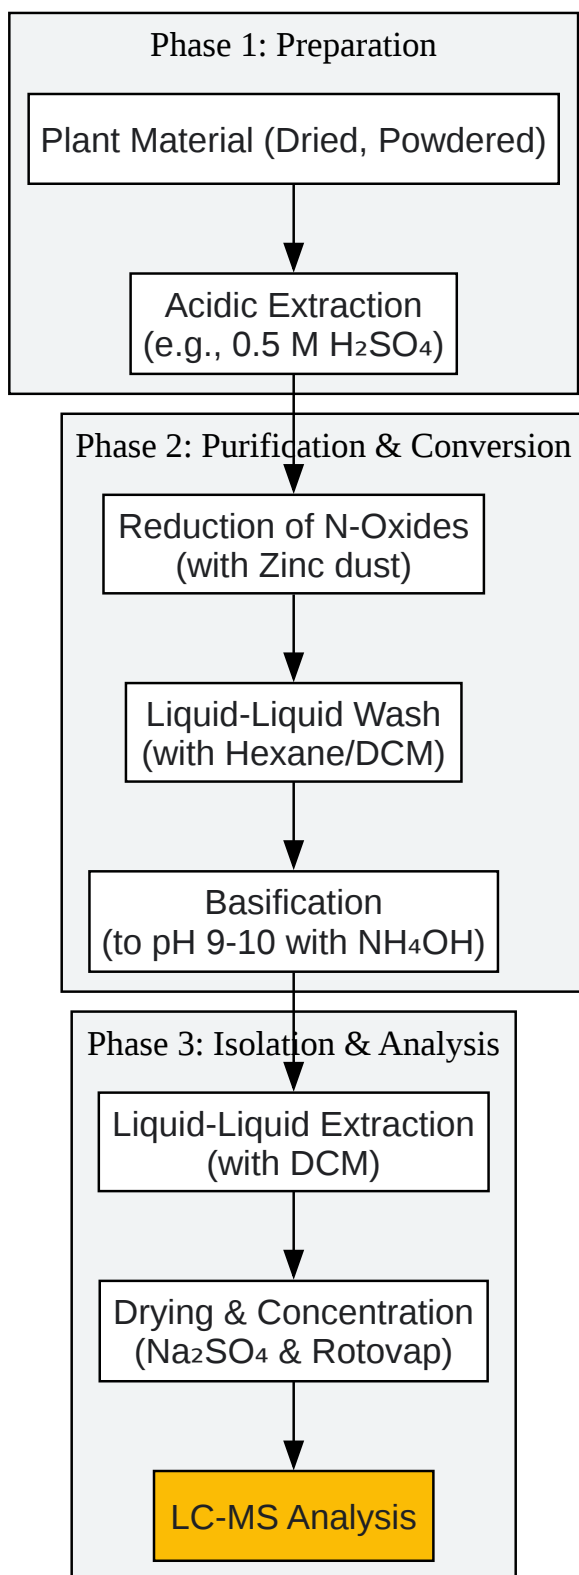 Phase 1: Preparation
Plant Material (Dried, Powdered)
Acidic Extraction
(e.g., 0.5 M H₂SO₄)
Phase 2: Purification & Conversion
Reduction of N-Oxides
(with Zinc dust)
Liquid-Liquid Wash
(with Hexane/DCM)
Basification
(to pH 9-10 with NH₄OH)
Phase 3: Isolation & Analysis
Liquid-Liquid Extraction
(with DCM)
Drying & Concentration
(Na₂SO₄ & Rotovap)
LC-MS Analysis